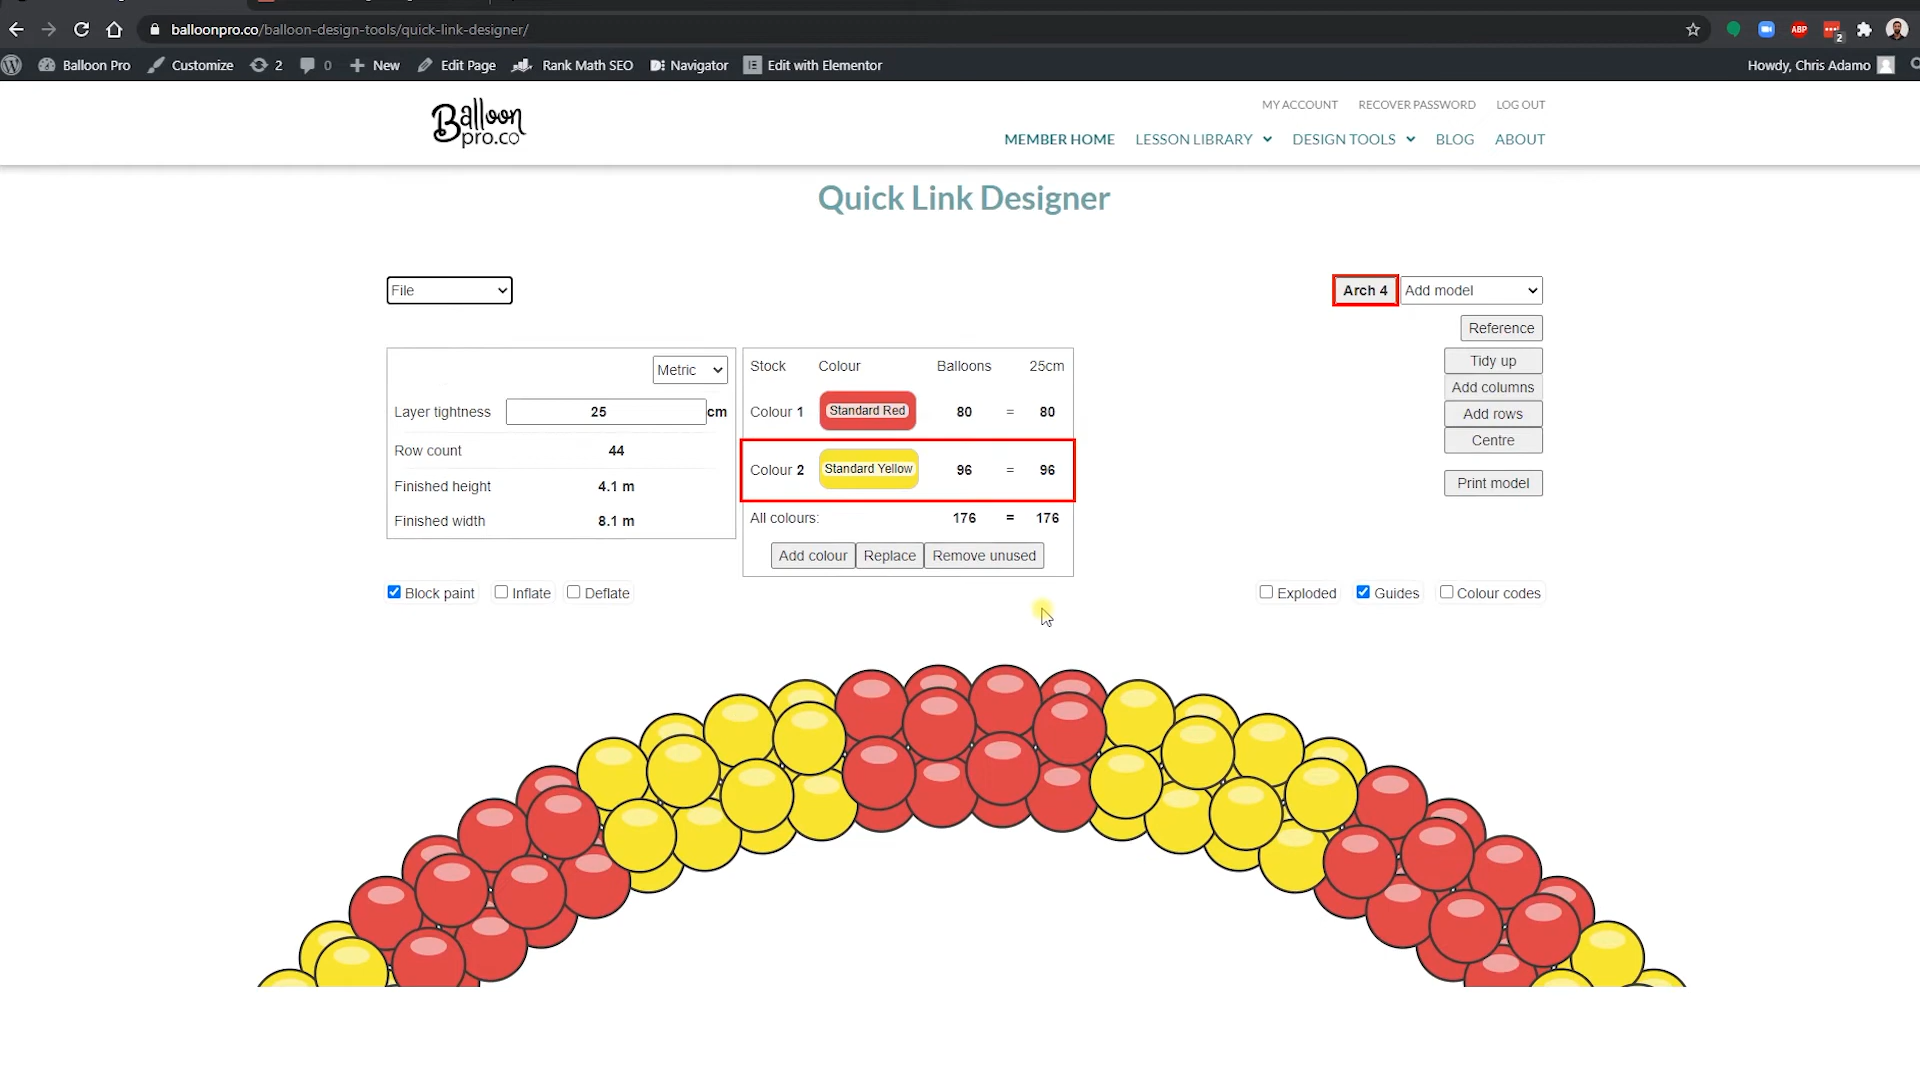 balloonpro.co/balloon-design-tools/quick-link-designer/
ABP
2
Balloon Pro Customize 2 0 New Edit Page Rank Math SEO Navigator Edit with Elementor
Howdy, Chris Adamo
Balloon
pro.co
MY ACCOUNT RECOVER PASSWORD LOG OUT
MEMBER HOME LESSON LIBRARY DESIGN TOOLS BLOG ABOUT
Quick Link Designer
File
Arch 4 Add model
Reference
Tidy up
Add columns
Add rows
Centre
Print model
Metric
Layer tightness 25 cm
Row count 44
Finished height 4.1 m
Finished width 8.1 m
Stock Colour Balloons 25cm
Colour 1 Standard Red 80 = 80
Colour 2 Standard Yellow 96 = 96
All colours: 176 = 176
Add colour Replace Remove unused
Block paint Inflate Deflate
Exploded Guides Colour codes